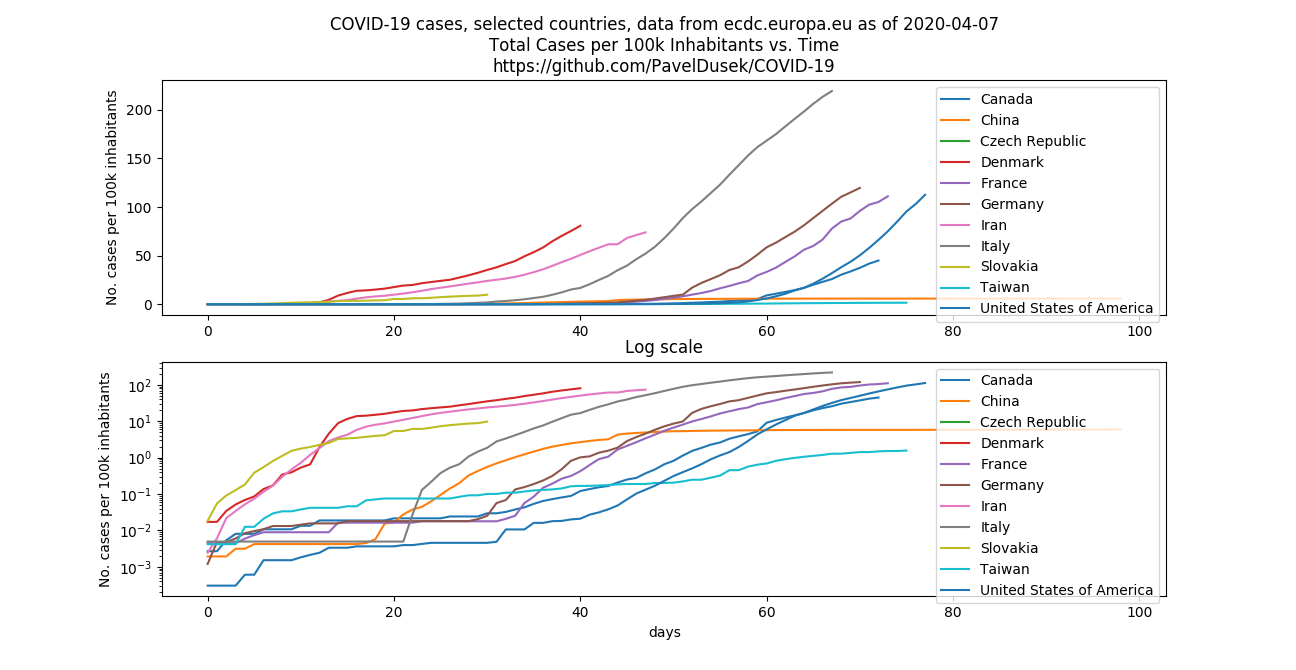 COVID-19 cases, selected countries, data from ecdc.europa.eu as of 2020-04-07
Total Cases per 100k Inhabitants vs. Time
https://github.com/PavelDusek/COVID-19
No. cases per 100k inhabitants
200
150
100
50
0
Canada
China
Czech Republic
Denmark
France
Germany
Iran
Italy
Slovakia
Taiwan
United States of America
0 20 40 60 80 100
Log scale
No. cases per 100k inhabitants
10²
10¹
10⁰
10⁻¹
10⁻²
10⁻³
Canada
China
Czech Republic
Denmark
France
Germany
Iran
Italy
Slovakia
Taiwan
United States of America
0 20 40 60 80 100
days